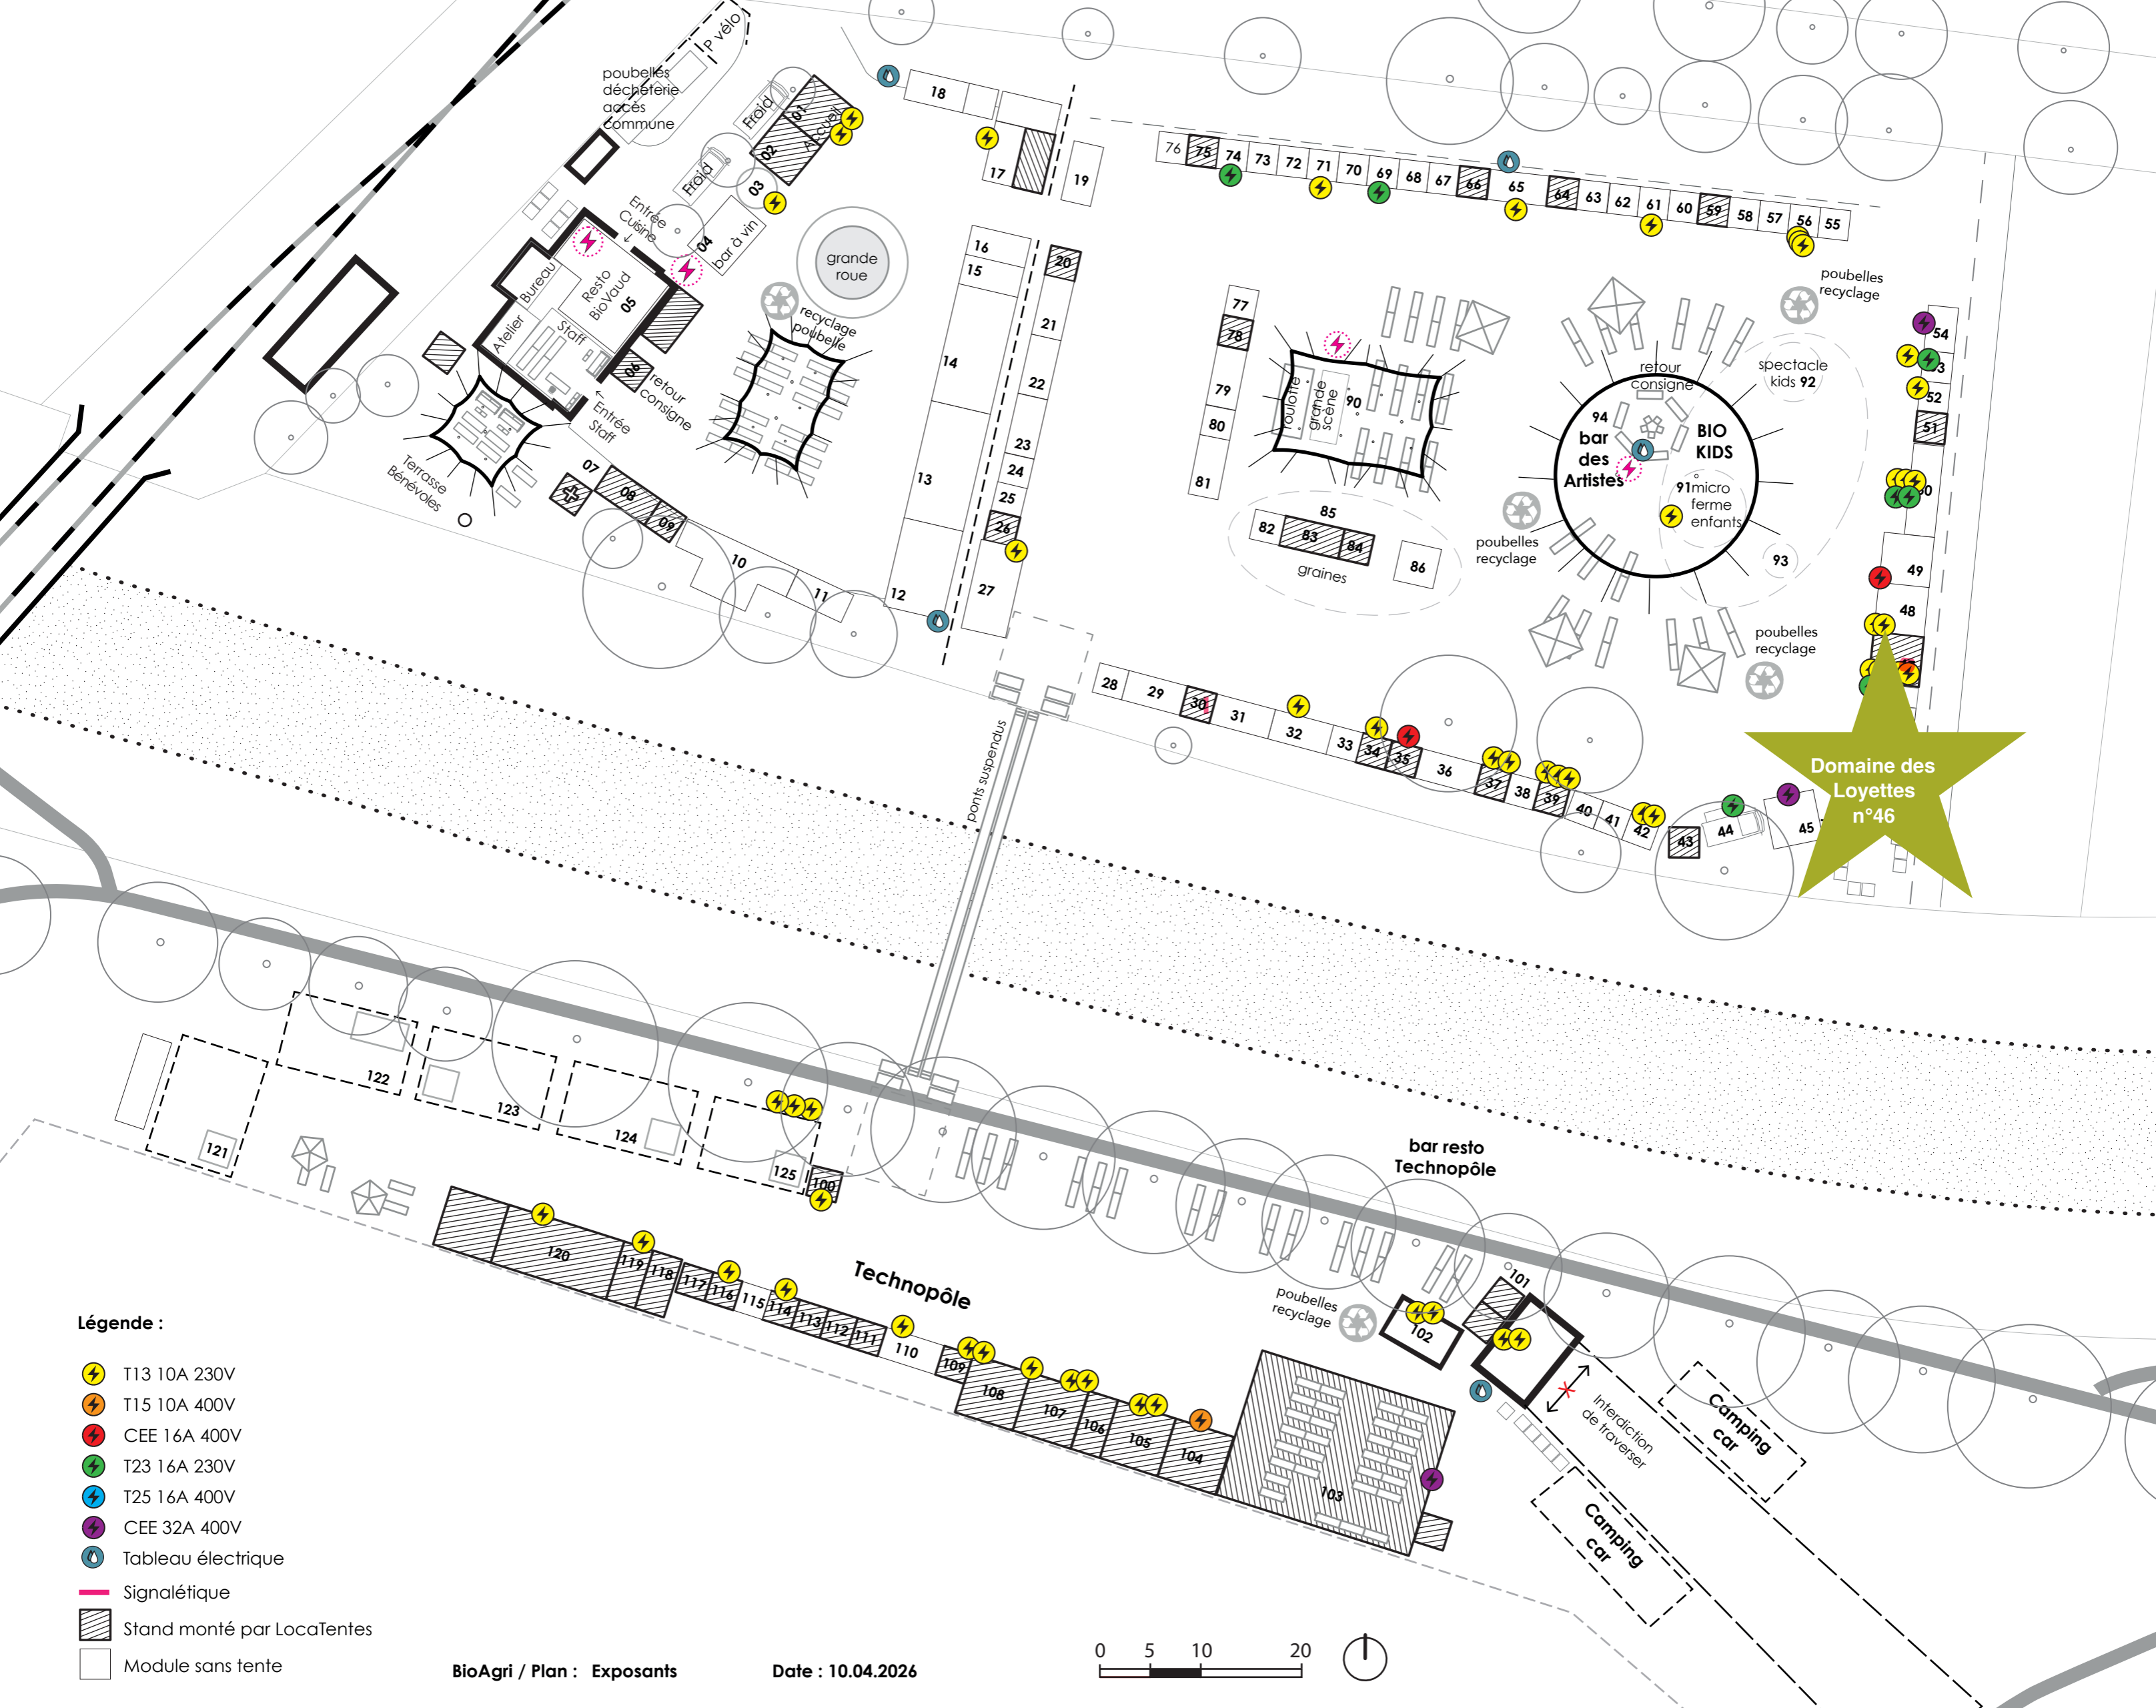 P vélo
poubelles
déchèterie
accès
commune
Froid
01
Accueil
02
Froid
03
Entrée
Cuisine
04
bar à vin
grande
roue
Bureau
Resto
BioVaud
05
Atelier
Staff
06
retour
consigne
recyclage
poubelle
Entrée
Staff
Terrasse
Bénévoles
07
08
09
10
11
12
13
14
15
16
17
18
19
20
21
22
23
24
25
26
27
76
75
74
73
72
71
70
69
68
67
66
65
64
63
62
61
60
59
58
57
56
55
poubelles
recyclage
54
52
51
49
48
77
78
79
80
81
roulotte
grande
scène
90
82
83
84
85
86
graines
retour
consigne
94
bar
des
Artistes
BIO
KIDS
91 micro
ferme
enfants
spectacle
kids 92
93
poubelles
recyclage
poubelles
recyclage
28
29
30
31
32
33
34
35
36
37
38
39
40
41
42
43
44
45
Domaine des
Loyettes
n°46
ponts suspendus
121
122
123
124
125
100
120
119
118
117
116
115
114
113
112
111
110
109
108
107
106
105
104
103
Technopôle
bar resto
Technopôle
poubelles
recyclage
101
102
Interdiction
de traverser
Camping
car
Camping
car
Légende :
T13 10A 230V
T15 10A 400V
CEE 16A 400V
T23 16A 230V
T25 16A 400V
CEE 32A 400V
Tableau électrique
Signalétique
Stand monté par LocaTentes
Module sans tente
BioAgri / Plan : Exposants
Date : 10.04.2026
0 5 10 20